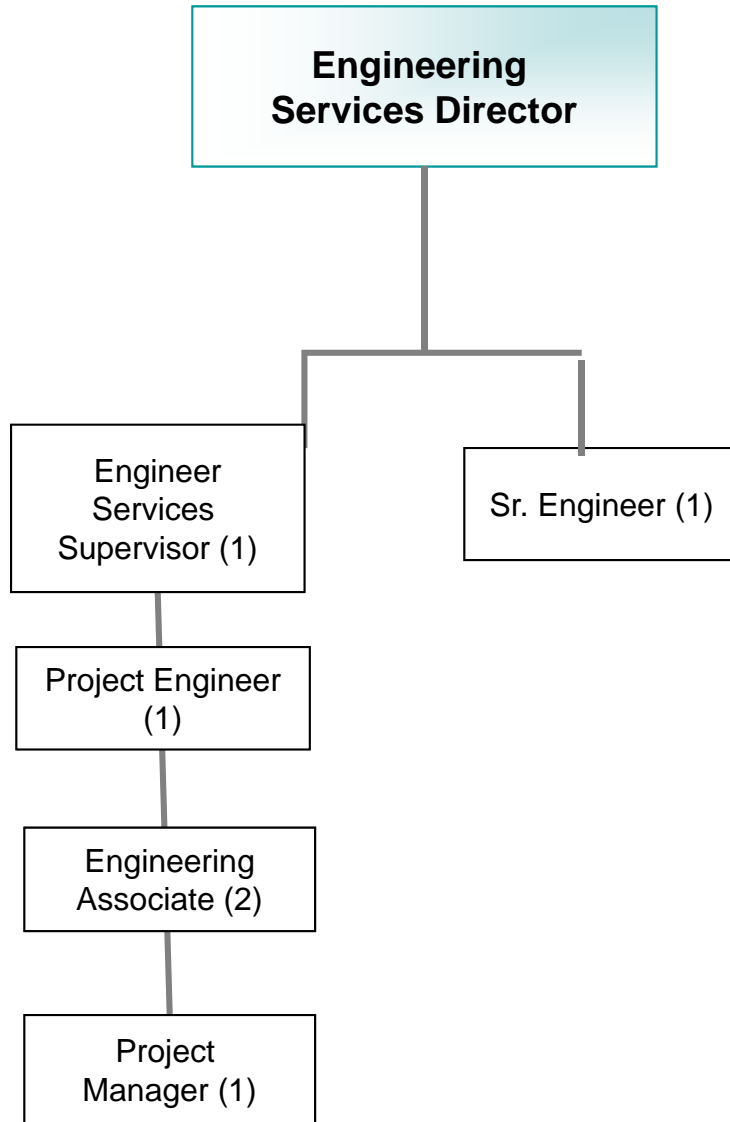 Engineering
Services Director
Engineer
Services
Supervisor (1)
Sr. Engineer (1)
Project Engineer
(1)
Engineering
Associate (2)
Project
Manager (1)